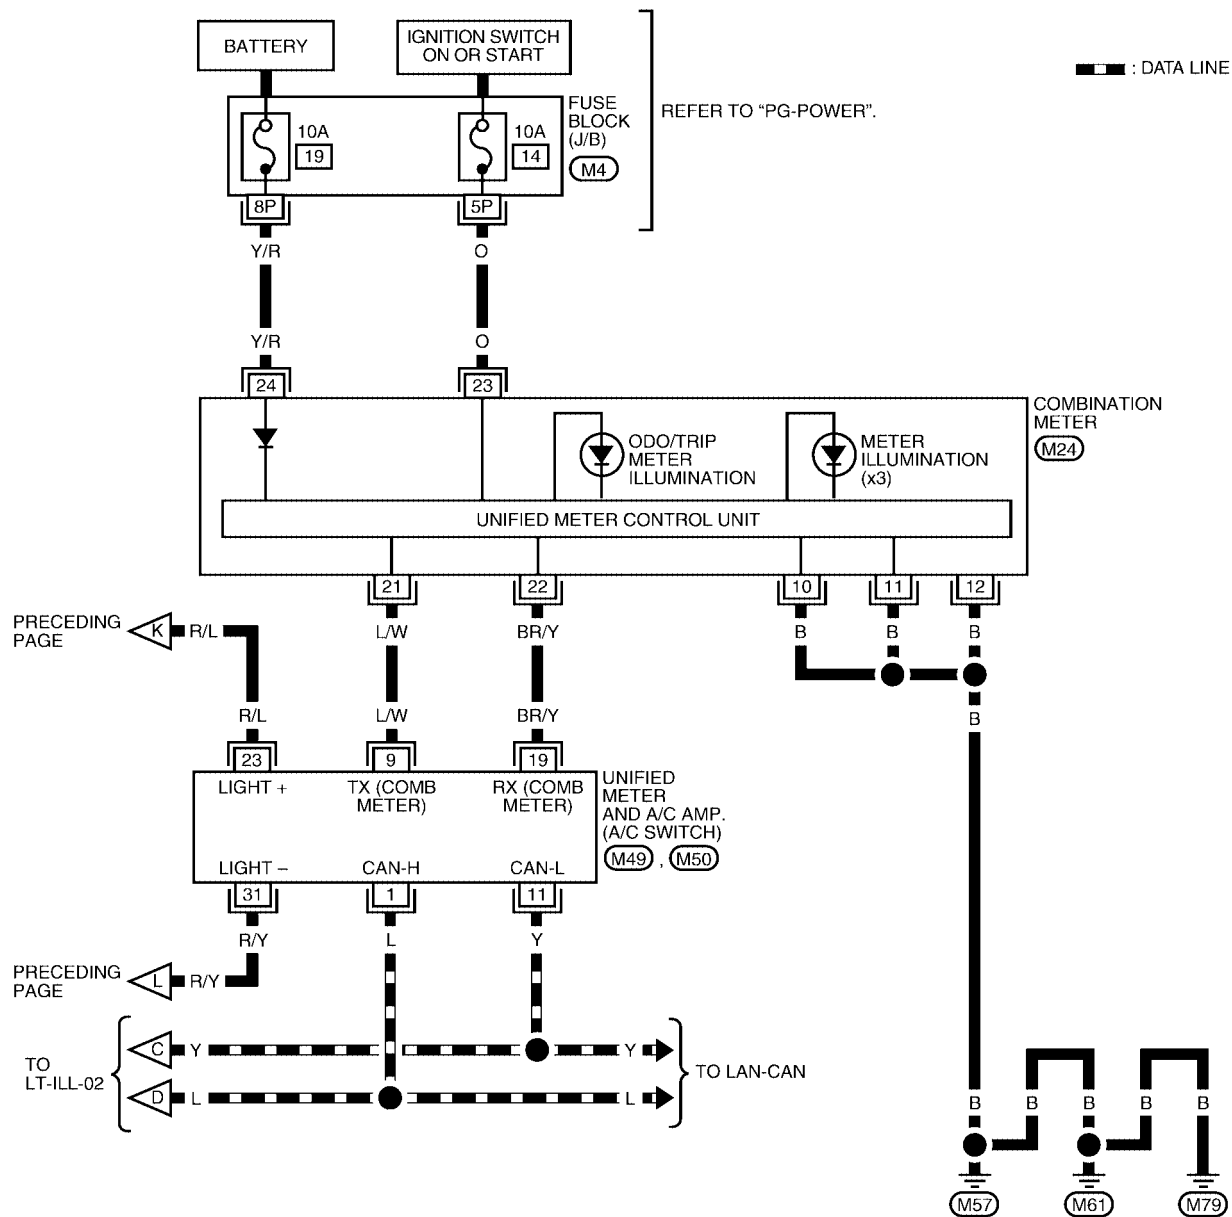 BATTERY
IGNITION SWITCH
ON OR START
: DATA LINE
FUSE
BLOCK
(J/B)
M4
10A
19
10A
14
REFER TO “PG-POWER”.
8P
5P
Y/R
O
Y/R
O
24
23
COMBINATION
METER
M24
ODO/TRIP
METER
ILLUMINATION
METER
ILLUMINATION
(x3)
UNIFIED METER CONTROL UNIT
21
22
10
11
12
PRECEDING
PAGE
K
R/L
L/W
BR/Y
B
B
B
R/L
L/W
BR/Y
B
23
9
19
LIGHT +
TX (COMB
METER)
RX (COMB
METER)
UNIFIED
METER
AND A/C AMP.
(A/C SWITCH)
M49 , M50
LIGHT –
CAN-H
CAN-L
31
1
11
R/Y
L
Y
PRECEDING
PAGE
L
R/Y
TO
LT-ILL-02
C
Y
Y
D
L
L
TO LAN-CAN
B
B
B
B
B
M57
M61
M79